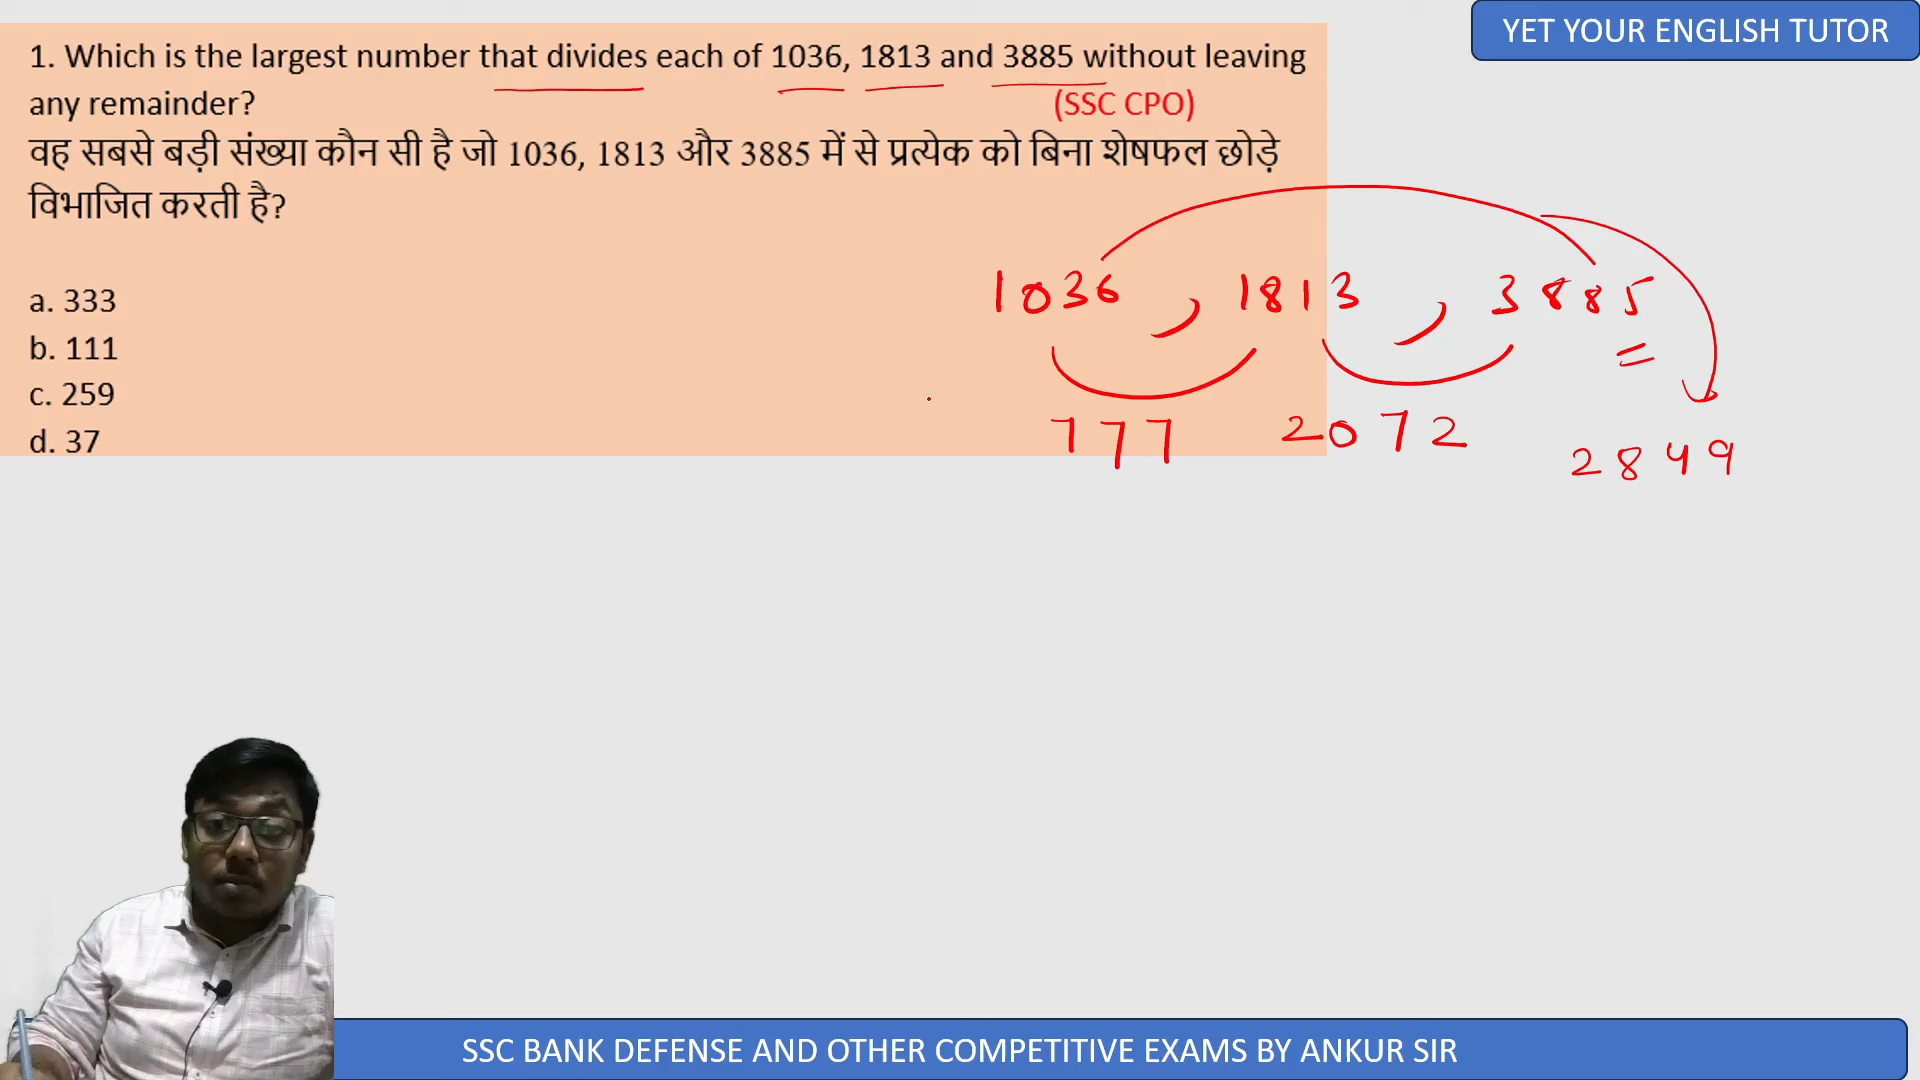 YET YOUR ENGLISH TUTOR
1. Which is the largest number that divides each of 1036, 1813 and 3885 without leaving
any remainder? (SSC CPO)
वह सबसे बड़ी संख्या कौन सी है जो 1036, 1813 और 3885 में से प्रत्येक को बिना शेषफल छोड़े
विभाजित करती है?
a. 333
b. 111
c. 259
d. 37
1036 , 1813 , 3885
777 2072 2849
SSC BANK DEFENSE AND OTHER COMPETITIVE EXAMS BY ANKUR SIR